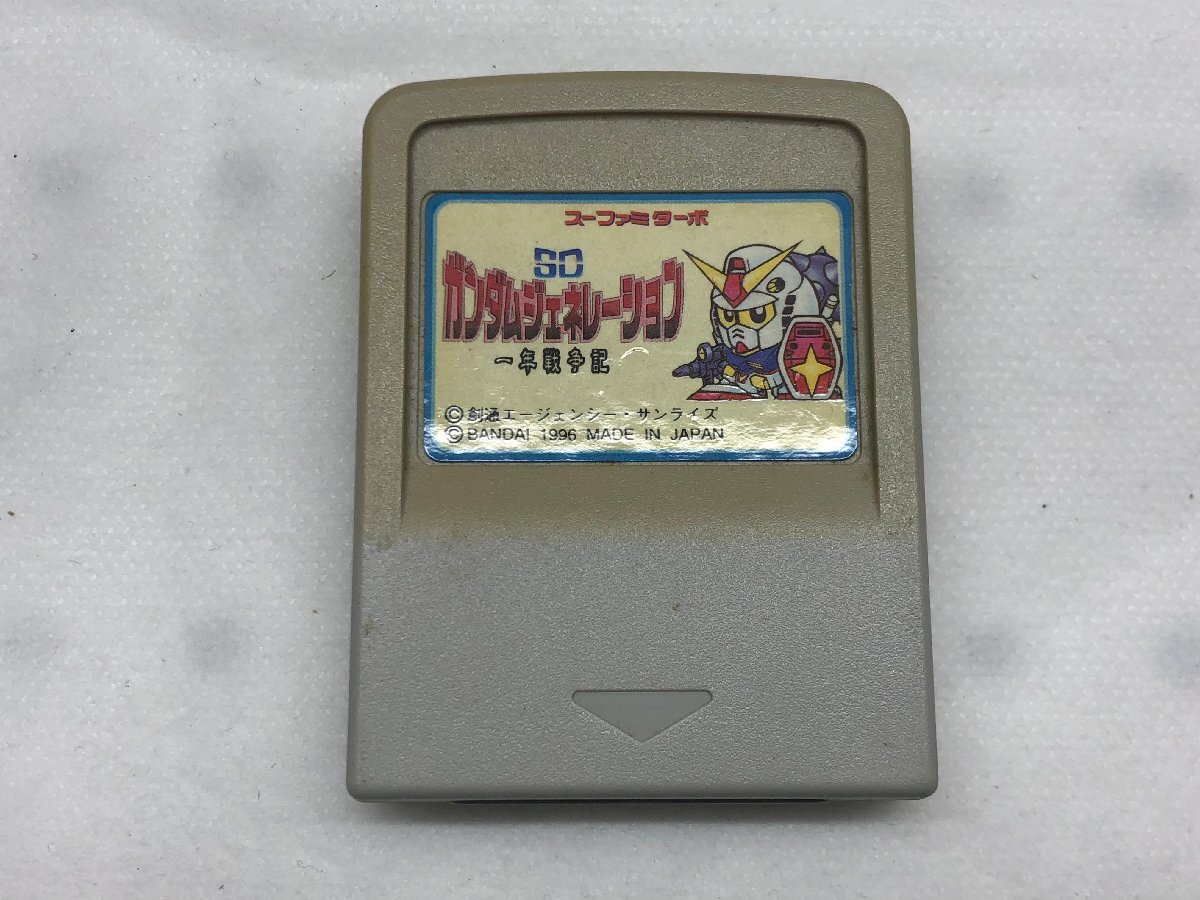 スーファミターボ
SD
ガンダムジェネレーション
一年戦争記
©創通エージェンシー・サンライズ
©BANDAI 1996 MADE IN JAPAN